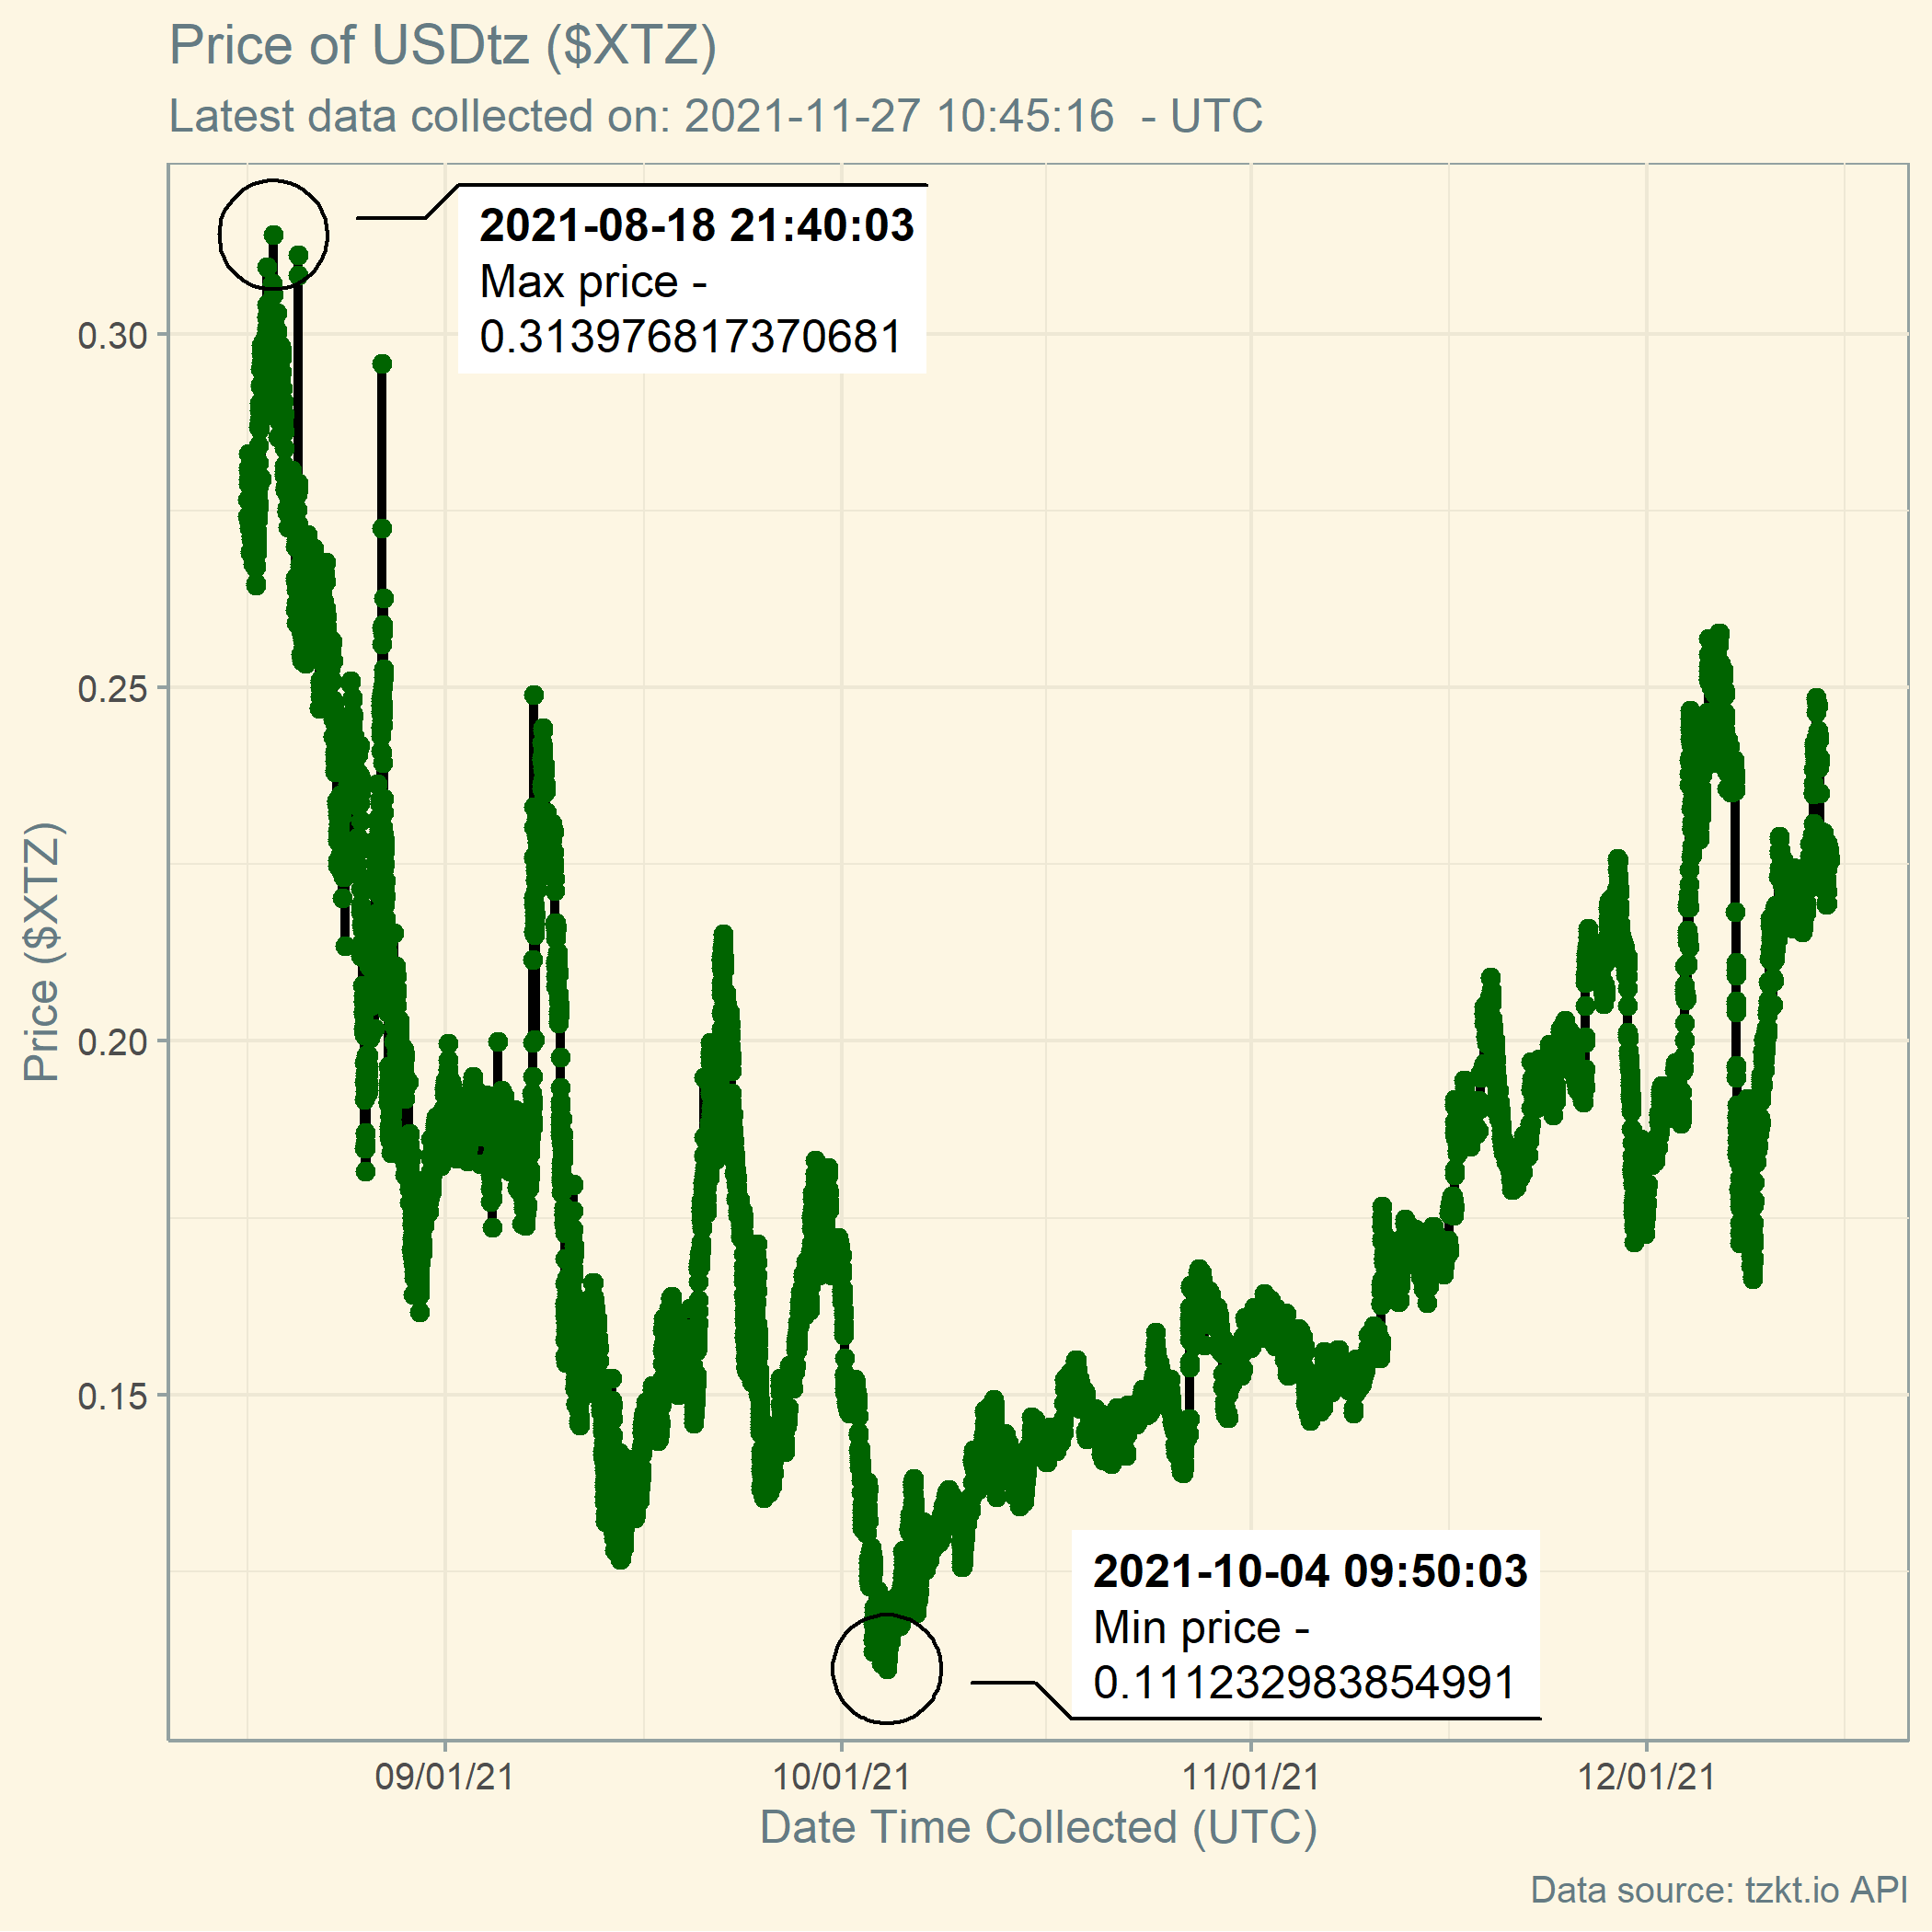 Price of USDtz ($XTZ)
Latest data collected on: 2021-11-27 10:45:16  - UTC
2021-08-18 21:40:03
Max price -
0.313976817370681
0.30
0.25
0.20
0.15
Price ($XTZ)
2021-10-04 09:50:03
Min price -
0.111232983854991
09/01/21
10/01/21
11/01/21
12/01/21
Date Time Collected (UTC)
Data source: tzkt.io API